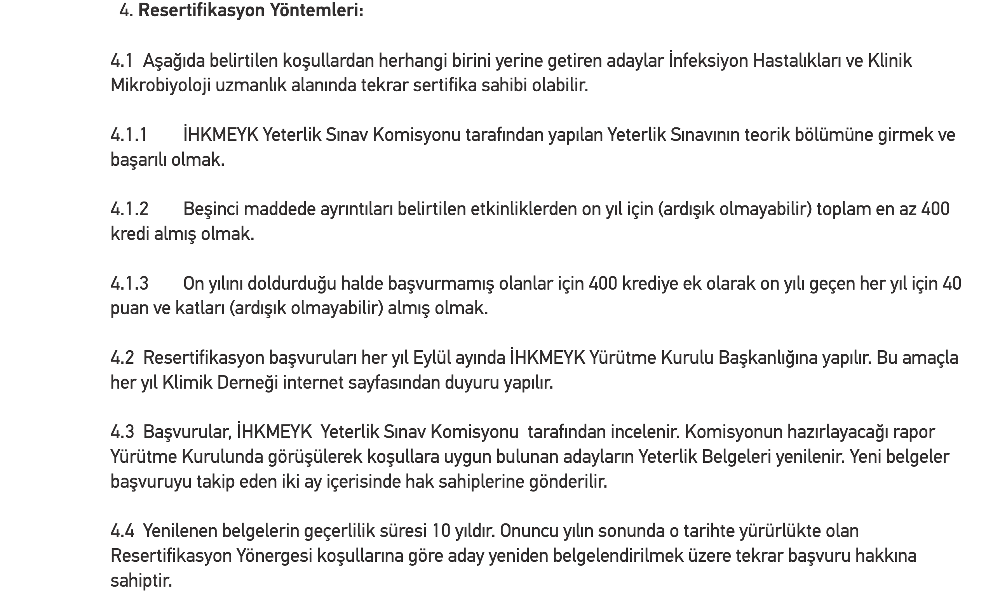 4. Resertifikasyon Yöntemleri:
4.1 Aşağıda belirtilen koşullardan herhangi birini yerine getiren adaylar İnfeksiyon Hastalıkları ve Klinik
Mikrobiyoloji uzmanlık alanında tekrar sertifika sahibi olabilir.
4.1.1 İHKMEYK Yeterlik Sınav Komisyonu tarafından yapılan Yeterlik Sınavının teorik bölümüne girmek ve
başarılı olmak.
4.1.2 Beşinci maddede ayrıntıları belirtilen etkinliklerden on yıl için (ardışık olmayabilir) toplam en az 400
kredi almış olmak.
4.1.3 On yılını doldurduğu halde başvurmamış olanlar için 400 krediye ek olarak on yılı geçen her yıl için 40
puan ve katları (ardışık olmayabilir) almış olmak.
4.2 Resertifikasyon başvuruları her yıl Eylül ayında İHKMEYK Yürütme Kurulu Başkanlığına yapılır. Bu amaçla
her yıl Klimik Derneği internet sayfasından duyuru yapılır.
4.3 Başvurular, İHKMEYK Yeterlik Sınav Komisyonu tarafından incelenir. Komisyonun hazırlayacağı rapor
Yürütme Kurulunda görüşülerek koşullara uygun bulunan adayların Yeterlik Belgeleri yenilenir. Yeni belgeler
başvuruyu takip eden iki ay içerisinde hak sahiplerine gönderilir.
4.4 Yenilenen belgelerin geçerlilik süresi 10 yıldır. Onuncu yılın sonunda o tarihte yürürlükte olan
Resertifikasyon Yönergesi koşullarına göre aday yeniden belgelendirilmek üzere tekrar başvuru hakkına
sahiptir.